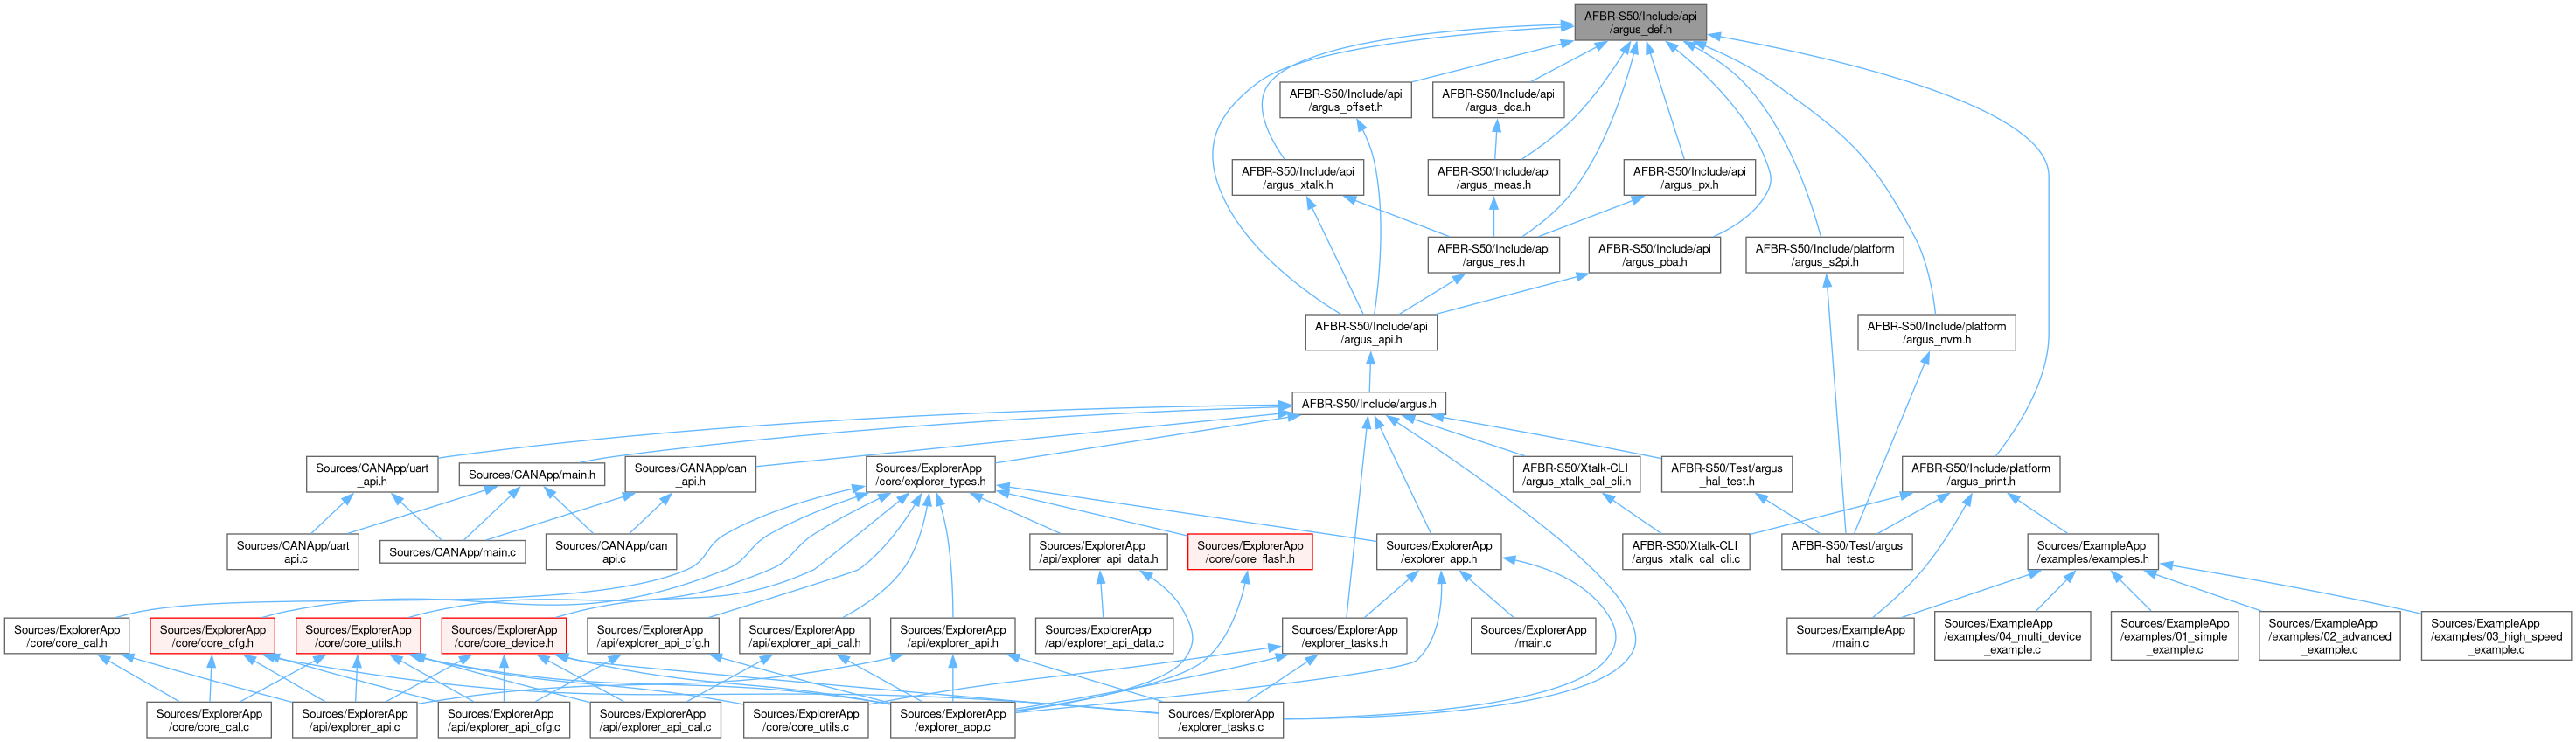 AFBR-S50/Include/api
/argus_def.h
AFBR-S50/Include/api
/argus_offset.h
AFBR-S50/Include/api
/argus_dca.h
AFBR-S50/Include/api
/argus_xtalk.h
AFBR-S50/Include/api
/argus_meas.h
AFBR-S50/Include/api
/argus_px.h
AFBR-S50/Include/api
/argus_res.h
AFBR-S50/Include/api
/argus_pba.h
AFBR-S50/Include/platform
/argus_s2pi.h
AFBR-S50/Include/api
/argus_api.h
AFBR-S50/Include/platform
/argus_nvm.h
AFBR-S50/Include/argus.h
Sources/CANApp/uart
_api.h
Sources/CANApp/main.h
Sources/CANApp/can
_api.h
Sources/ExplorerApp
/core/explorer_types.h
AFBR-S50/Xtalk-CLI
/argus_xtalk_cal_cli.h
AFBR-S50/Test/argus
_hal_test.h
AFBR-S50/Include/platform
/argus_print.h
Sources/CANApp/uart
_api.c
Sources/CANApp/main.c
Sources/CANApp/can
_api.c
Sources/ExplorerApp
/api/explorer_api_data.h
Sources/ExplorerApp
/core/core_flash.h
Sources/ExplorerApp
/explorer_app.h
AFBR-S50/Xtalk-CLI
/argus_xtalk_cal_cli.c
AFBR-S50/Test/argus
_hal_test.c
Sources/ExampleApp
/examples/examples.h
Sources/ExplorerApp
/core/core_cal.h
Sources/ExplorerApp
/core/core_cfg.h
Sources/ExplorerApp
/core/core_utils.h
Sources/ExplorerApp
/core/core_device.h
Sources/ExplorerApp
/api/explorer_api_cfg.h
Sources/ExplorerApp
/api/explorer_api_cal.h
Sources/ExplorerApp
/api/explorer_api.h
Sources/ExplorerApp
/api/explorer_api_data.c
Sources/ExplorerApp
/explorer_tasks.h
Sources/ExplorerApp
/main.c
Sources/ExampleApp
/main.c
Sources/ExampleApp
/examples/04_multi_device
_example.c
Sources/ExampleApp
/examples/01_simple
_example.c
Sources/ExampleApp
/examples/02_advanced
_example.c
Sources/ExampleApp
/examples/03_high_speed
_example.c
Sources/ExplorerApp
/core/core_cal.c
Sources/ExplorerApp
/api/explorer_api.c
Sources/ExplorerApp
/api/explorer_api_cfg.c
Sources/ExplorerApp
/api/explorer_api_cal.c
Sources/ExplorerApp
/core/core_utils.c
Sources/ExplorerApp
/explorer_app.c
Sources/ExplorerApp
/explorer_tasks.c